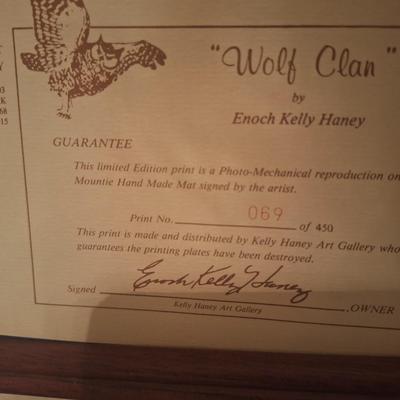 "Wolf Clan"
by
Enoch Kelly Haney
GUARANTEE
This limited Edition print is a Photo-Mechanical reproduction on
Mountie Hand Made Mat signed by the artist.
Print No. 069 of 450
This print is made and distributed by Kelly Haney Art Gallery who
guarantees the printing plates have been destroyed.
Signed Enoch Kelly Haney ,OWNER
Kelly Haney Art Gallery
T
Y
03
K
68
15